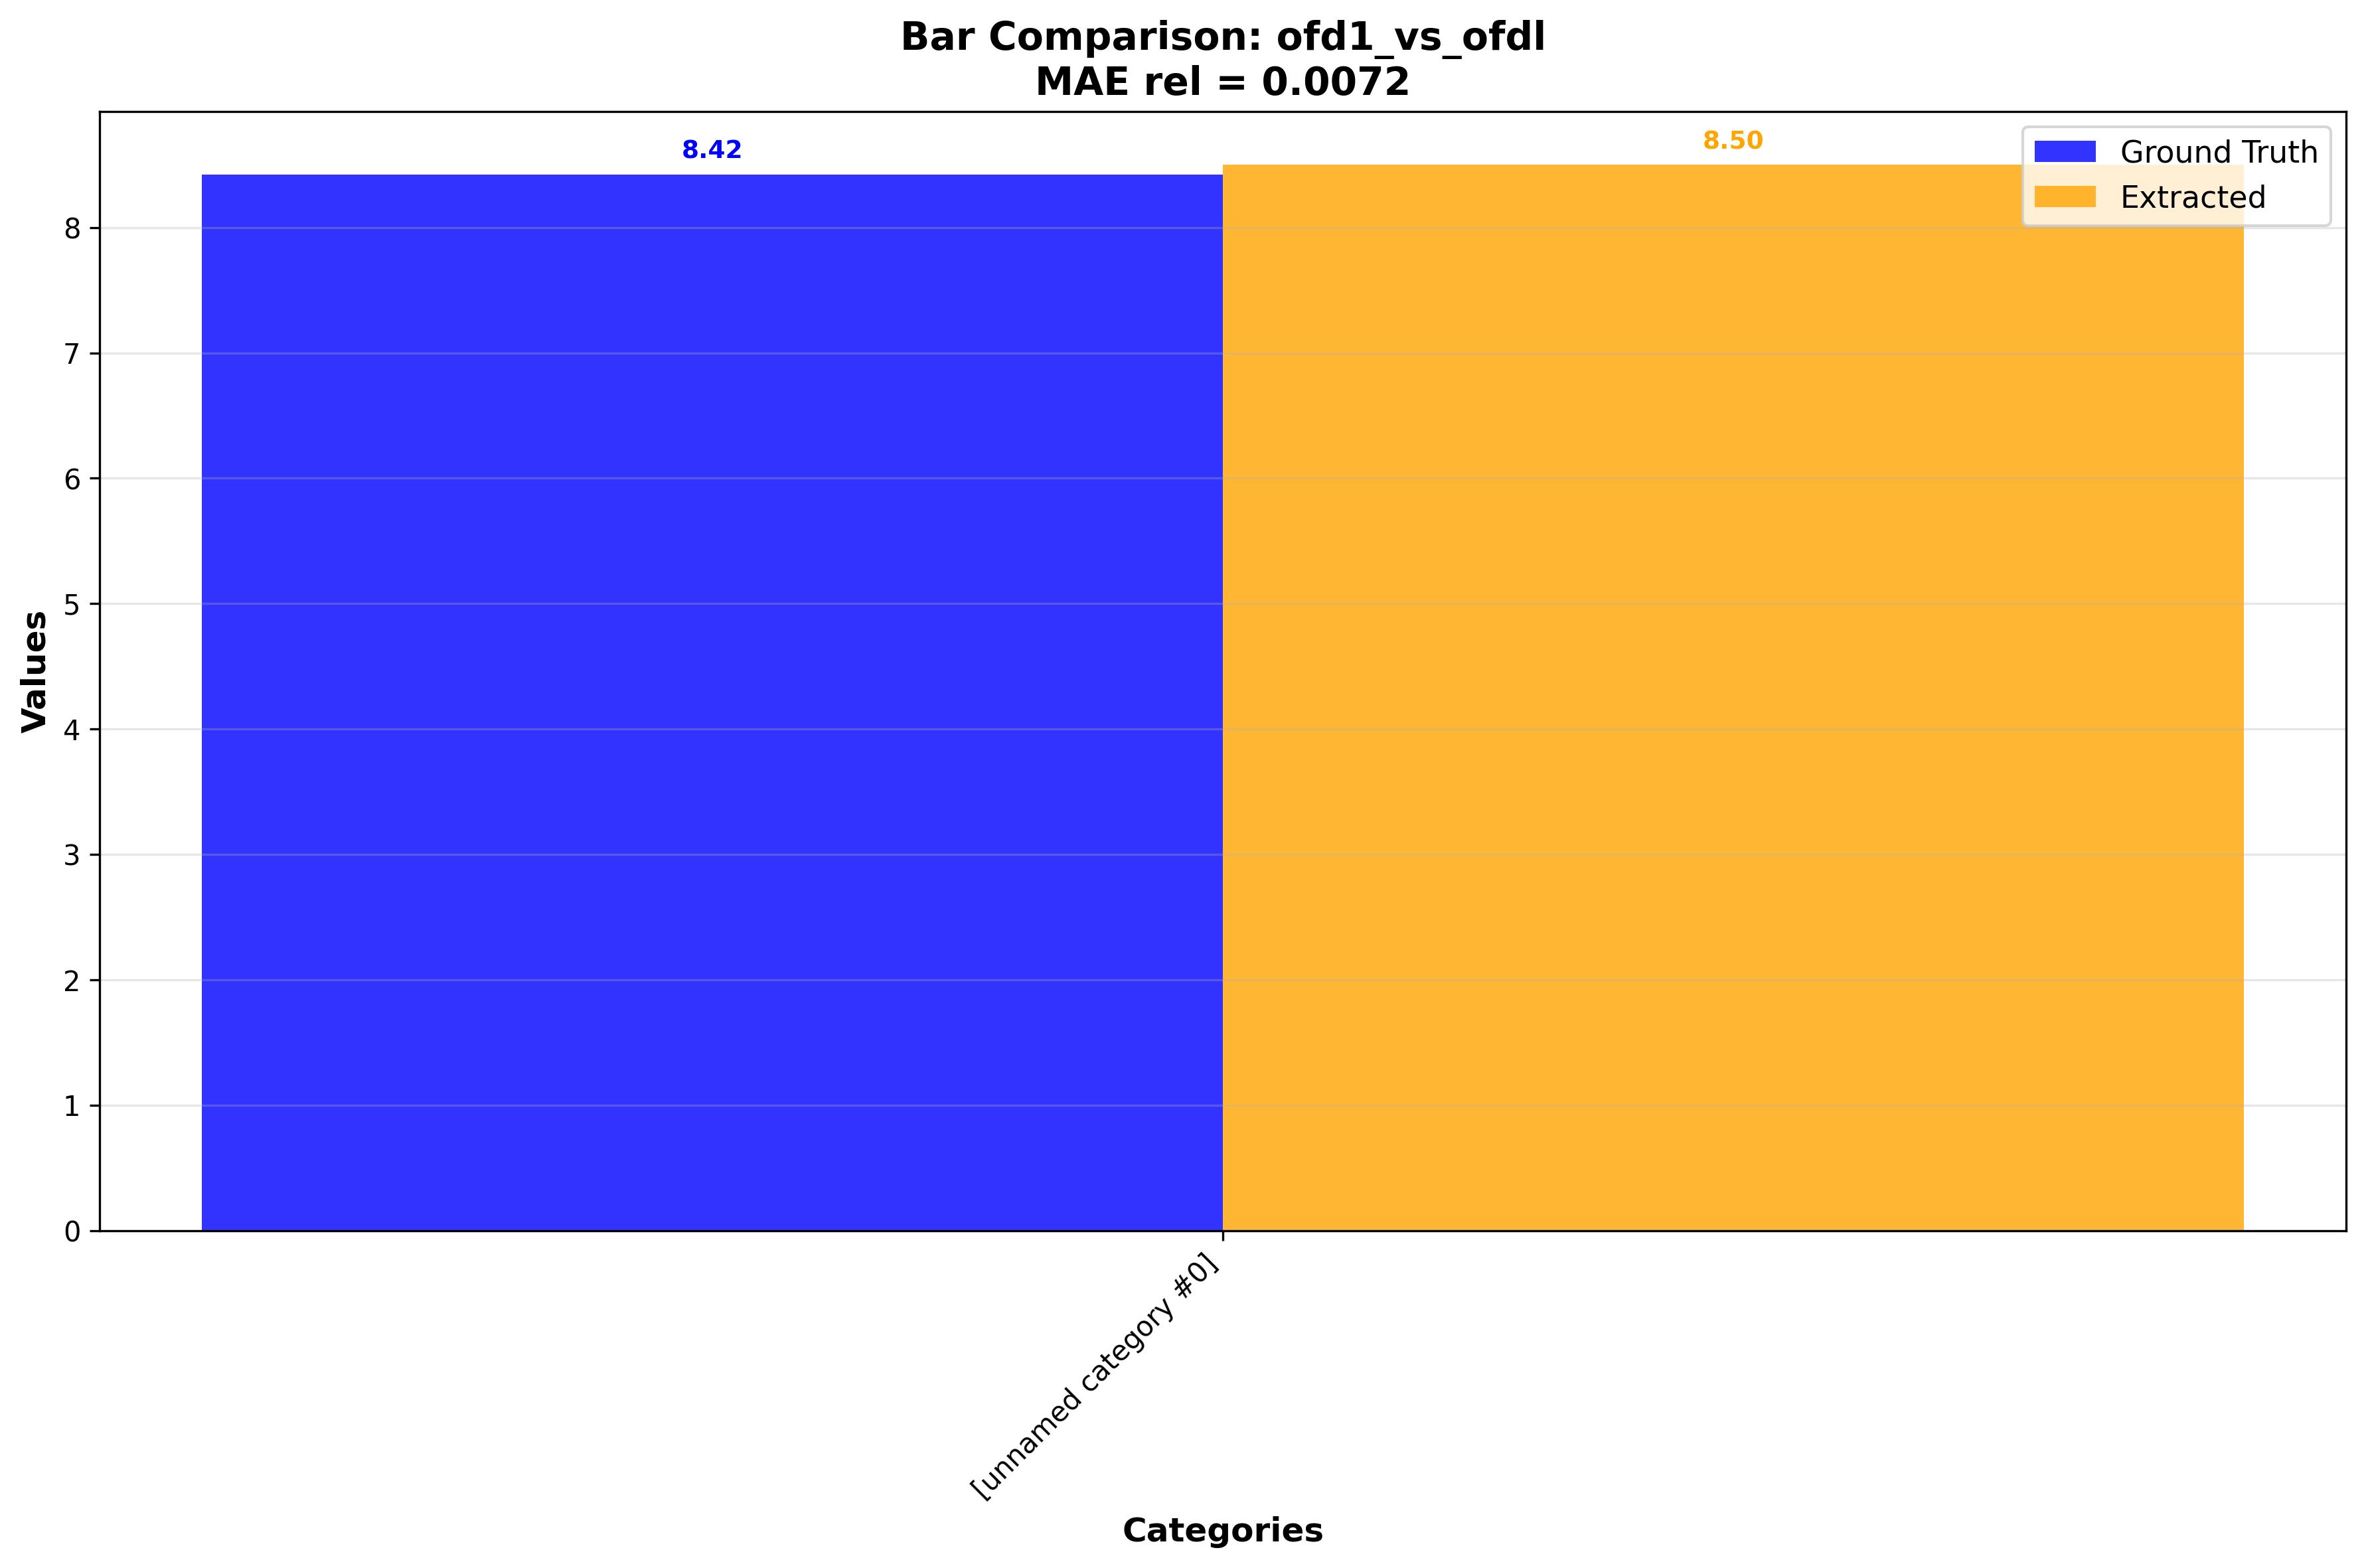 Bar Comparison: ofd1_vs_ofdl
MAE rel = 0.0072
8.42
8.50
Ground Truth
Extracted
8
7
6
5
4
3
2
1
0
Values
[unnamed category #0]
Categories